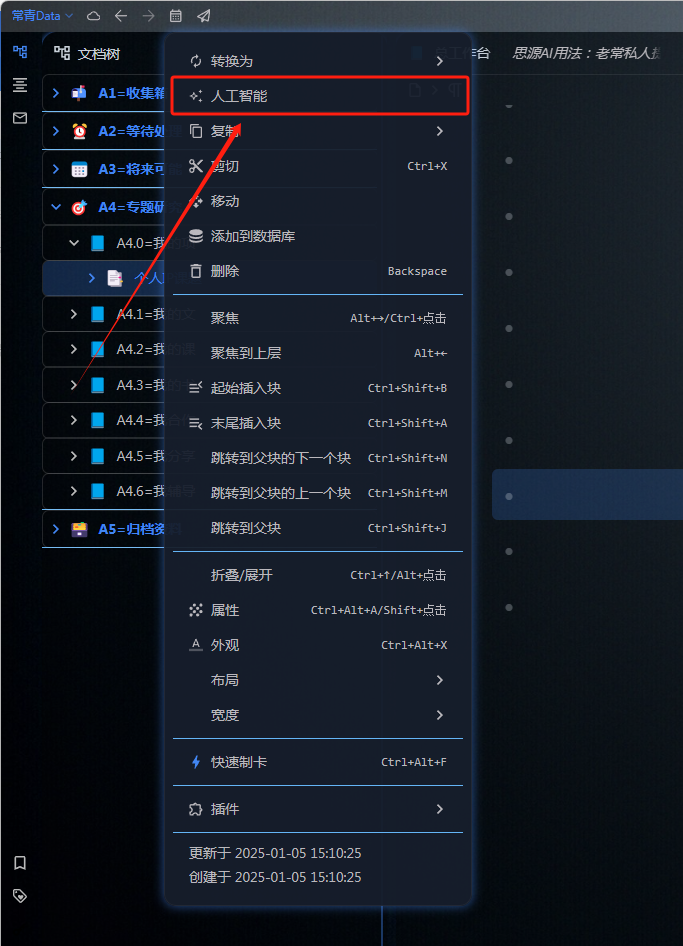 常青Data
文档树
工作台
思源AI用法：老常私人
A1=收集箱
A2=等待处
A3=将来可
A4=专题研
A4.0=我
个人
A4.1=我的文
A4.2=我的课
A4.3=我
A4.4=我
A4.5=我分享
A4.6=我辅导
A5=归档资料
转换为
人工智能
复制
剪切 Ctrl+X
移动
添加到数据库
删除 Backspace
聚焦 Alt+→/Ctrl+点击
聚焦到上层 Alt+←
起始插入块 Ctrl+Shift+B
末尾插入块 Ctrl+Shift+A
跳转到父块的下一个块 Ctrl+Shift+N
跳转到父块的上一个块 Ctrl+Shift+M
跳转到父块 Ctrl+Shift+J
折叠/展开 Ctrl+↑/Alt+点击
属性 Ctrl+Alt+A/Shift+点击
外观 Ctrl+Alt+X
布局
宽度
快速制卡 Ctrl+Alt+F
插件
更新于 2025-01-05 15:10:25
创建于 2025-01-05 15:10:25